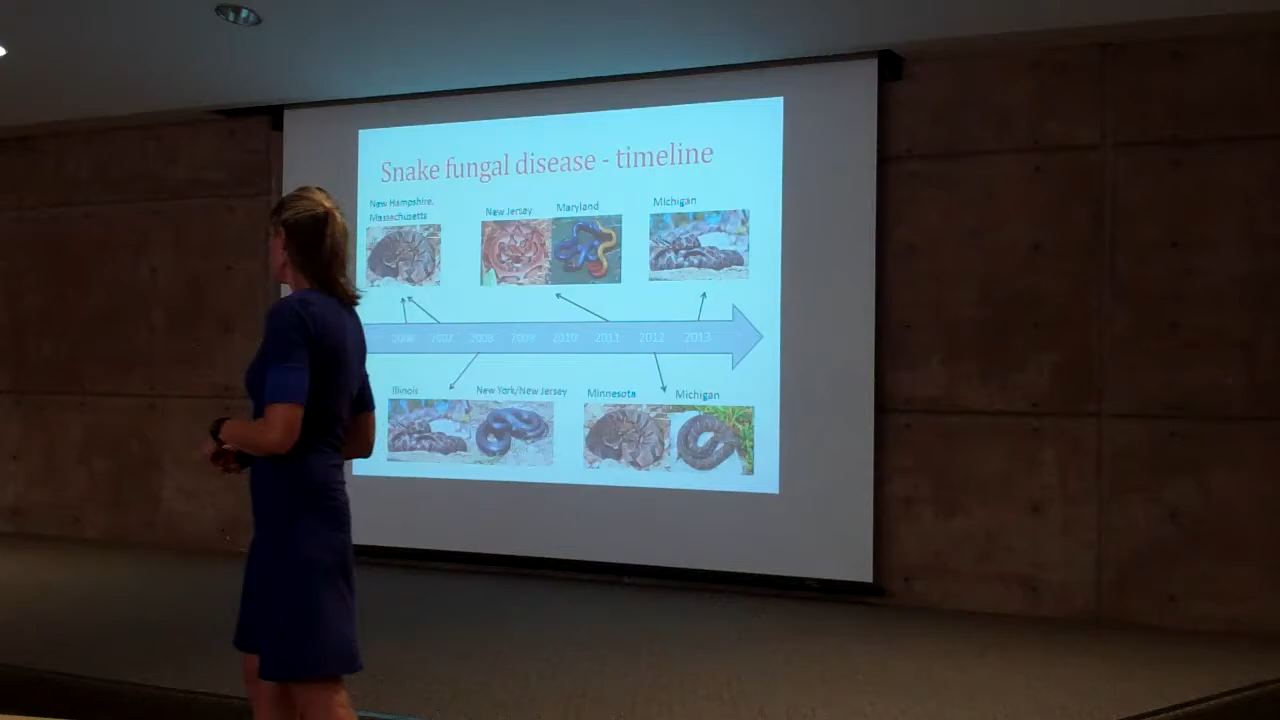 Snake fungal disease - timeline
New Hampshire,
Massachusetts
New Jersey
Maryland
Michigan
2006 2007 2008 2009 2010 2011 2012 2013
Illinois
New York/New Jersey
Minnesota
Michigan